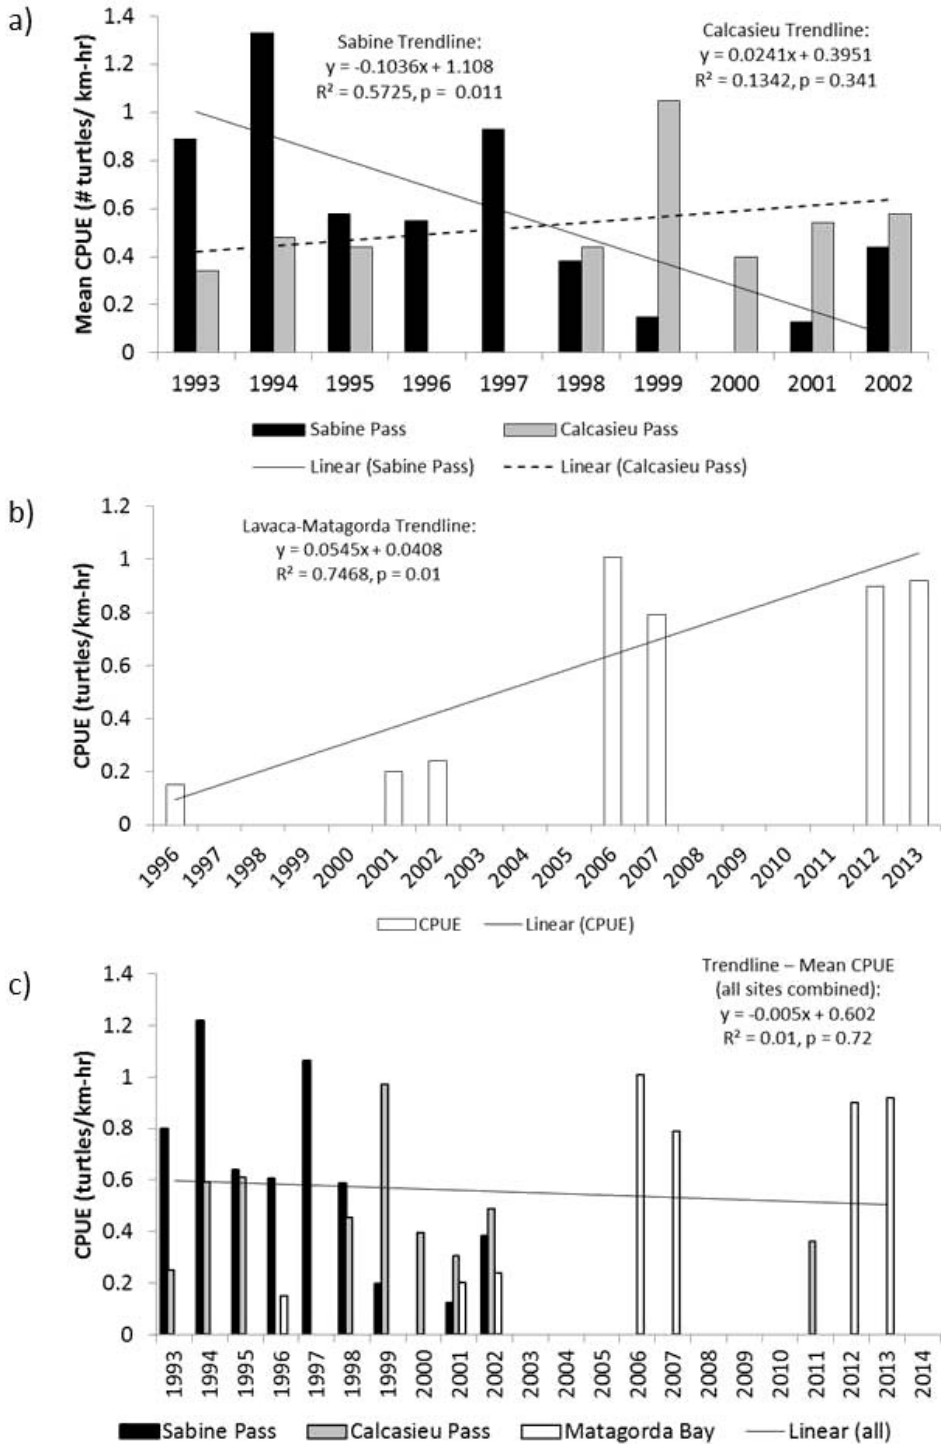 a)
Mean CPUE (# turtles/ km-hr)
1.4
1.2
1
0.8
0.6
0.4
0.2
0
Sabine Trendline:
y = -0.1036x + 1.108
R² = 0.5725, p = 0.011
Calcasieu Trendline:
y = 0.0241x + 0.3951
R² = 0.1342, p = 0.341
1993 1994 1995 1996 1997 1998 1999 2000 2001 2002
Sabine Pass Calcasieu Pass
Linear (Sabine Pass) Linear (Calcasieu Pass)
b)
CPUE (turtles/km-hr)
1.2
1
0.8
0.6
0.4
0.2
0
Lavaca-Matagorda Trendline:
y = 0.0545x + 0.0408
R² = 0.7468, p = 0.01
1996 1997 1998 1999 2000 2001 2002 2003 2004 2005 2006 2007 2008 2009 2010 2011 2012 2013
CPUE Linear (CPUE)
c)
CPUE (turtles/km-hr)
1.4
1.2
1
0.8
0.6
0.4
0.2
0
Trendline – Mean CPUE
(all sites combined):
y = -0.005x + 0.602
R² = 0.01, p = 0.72
1993 1994 1995 1996 1997 1998 1999 2000 2001 2002 2003 2004 2005 2006 2007 2008 2009 2010 2011 2012 2013 2014
Sabine Pass Calcasieu Pass Matagorda Bay Linear (all)